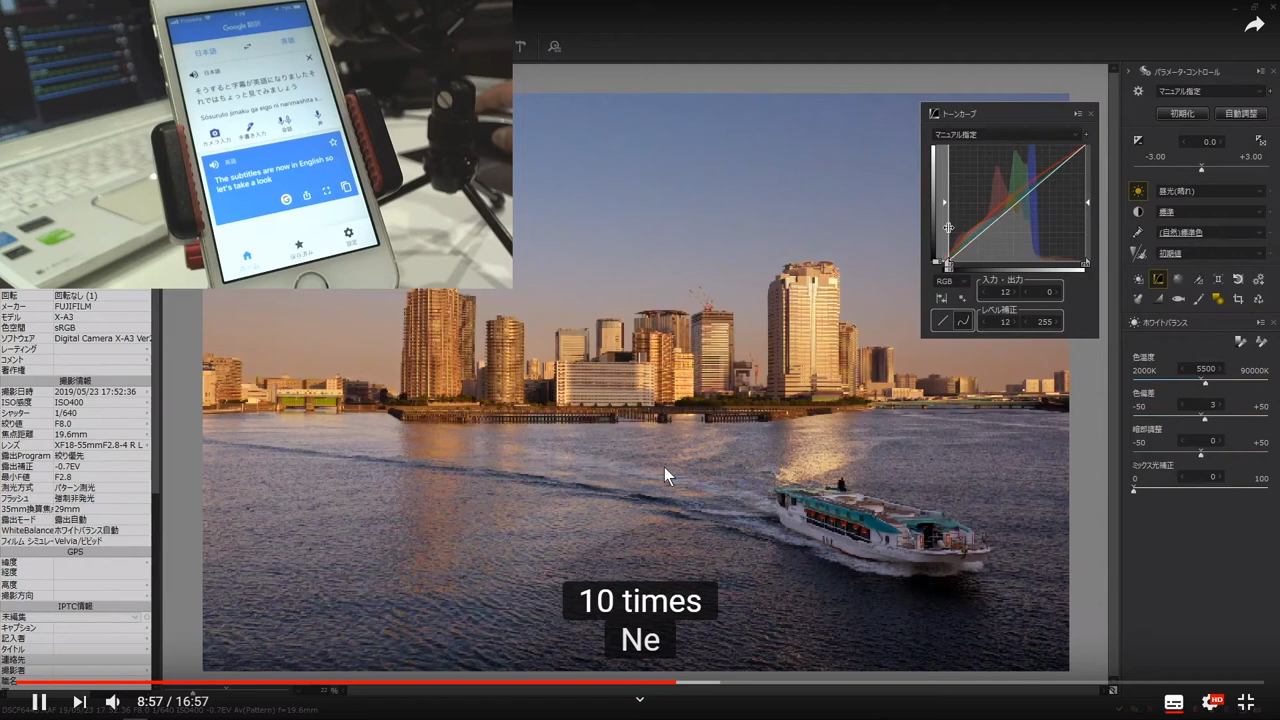 Google 翻訳
日本語
英語
日本語
そうすると字幕が英語になりましたそ
れではちょっと見てみましょう
Sōsuruto jimaku ga eigo ni narimashita s...
カメラ入力
手書き入力
会話
声
英語
The subtitles are now in English so
let's take a look
設定
パラメータ・コントロール
マニュアル指定
初期化
自動調整
0.0
-3.00
+3.00
昼光(晴れ)
標準
(自然)標準色
初期値
トーンカーブ
マニュアル指定
RGB
入力・出力
12
0
レベル補正
12
255
ホワイトバランス
色温度
2000K
5500
90000K
色偏差
-50
3
+50
暗部調整
-50
0
+50
ミックス光補正
0
0
100
回転 回転なし (1)
メーカー FUJIFILM
モデル X-A3
色空間 sRGB
ソフトウェア Digital Camera X-A3 Ver2
レーティング
コメント
著作権
撮影情報
撮影日時 2019/05/23 17:52:36
ISO感度 ISO400
シャッター 1/640
絞り F8.0
焦点距離 19.6mm
レンズ XF18-55mmF2.8-4 R L
露出Program 絞り優先
露出補正 -0.7EV
最小F値 F2.8
測光方式 パターン測光
フラッシュ 強制非発光
35mm換算焦 29mm
露出モード 露出自動
WhiteBalance ホワイトバランス自動
フィルム シミュレー Velvia/ビビッド
GPS
緯度
経度
高度
撮影方向
IPTC情報
未編集
キャプション
記入者
タイトル
連絡先
撮影者
職名
10 times
Ne
22 %
8:57 / 16:57
HD